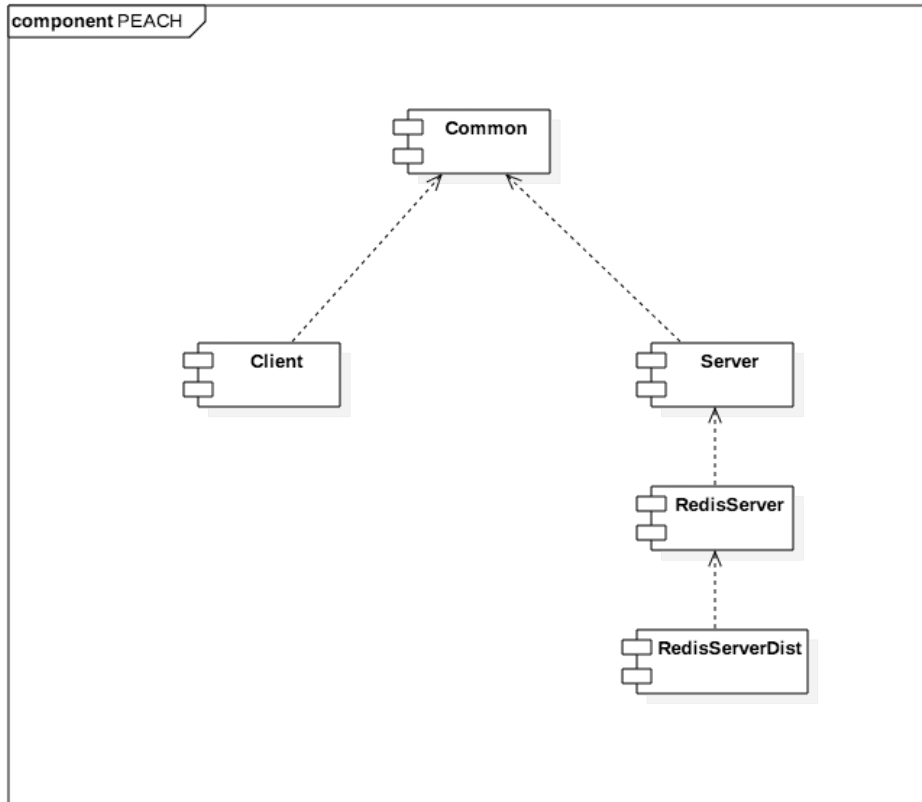 component PEACH
Common
Client
Server
RedisServer
RedisServerDist